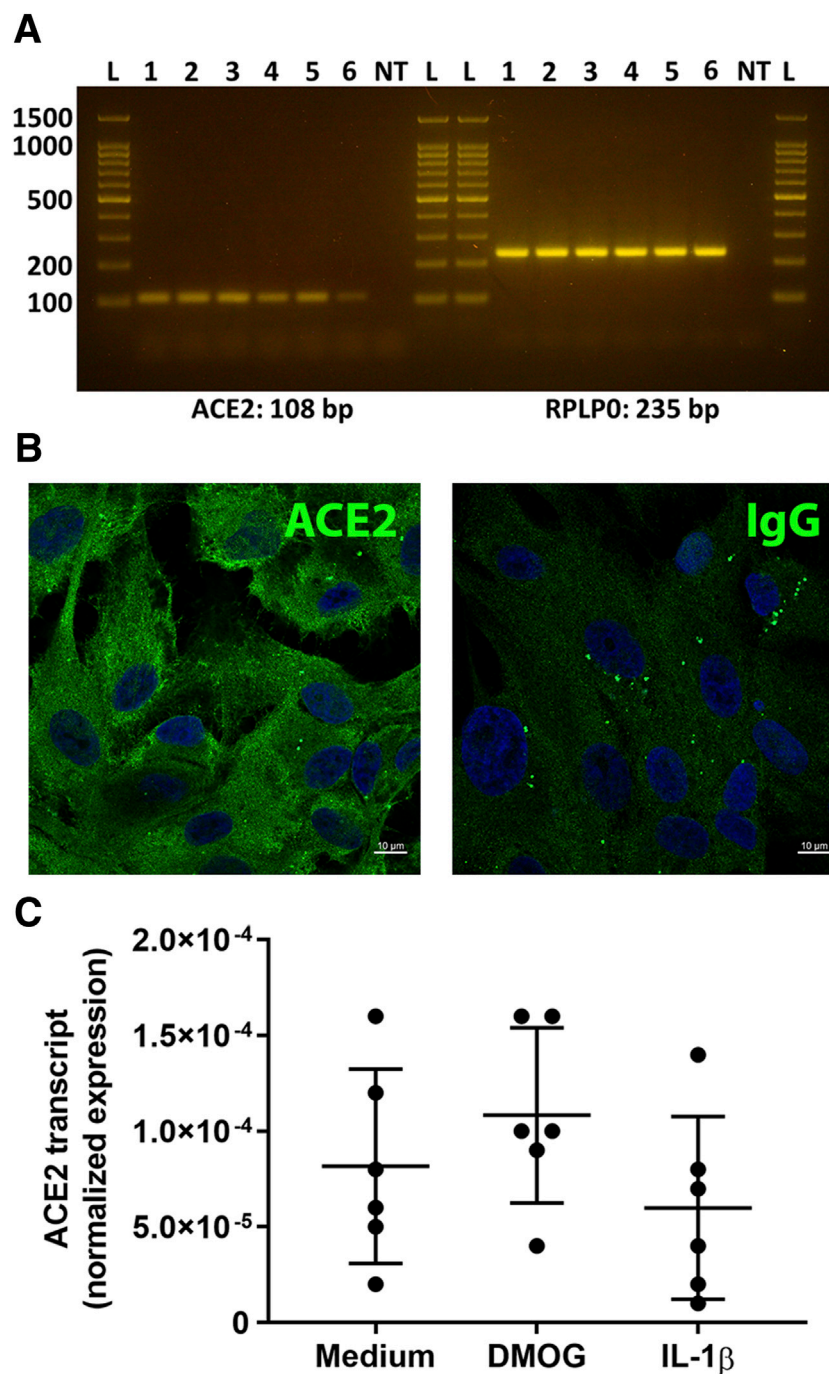 A
L 1 2 3 4 5 6 NT L L 1 2 3 4 5 6 NT L
1500
1000
500
200
100
ACE2: 108 bp RPLP0: 235 bp
B
ACE2 IgG
10 µm 10 µm
C
ACE2 transcript
(normalized expression)
2.0×10⁻⁴
1.5×10⁻⁴
1.0×10⁻⁴
5.0×10⁻⁵
0
Medium DMOG IL-1β